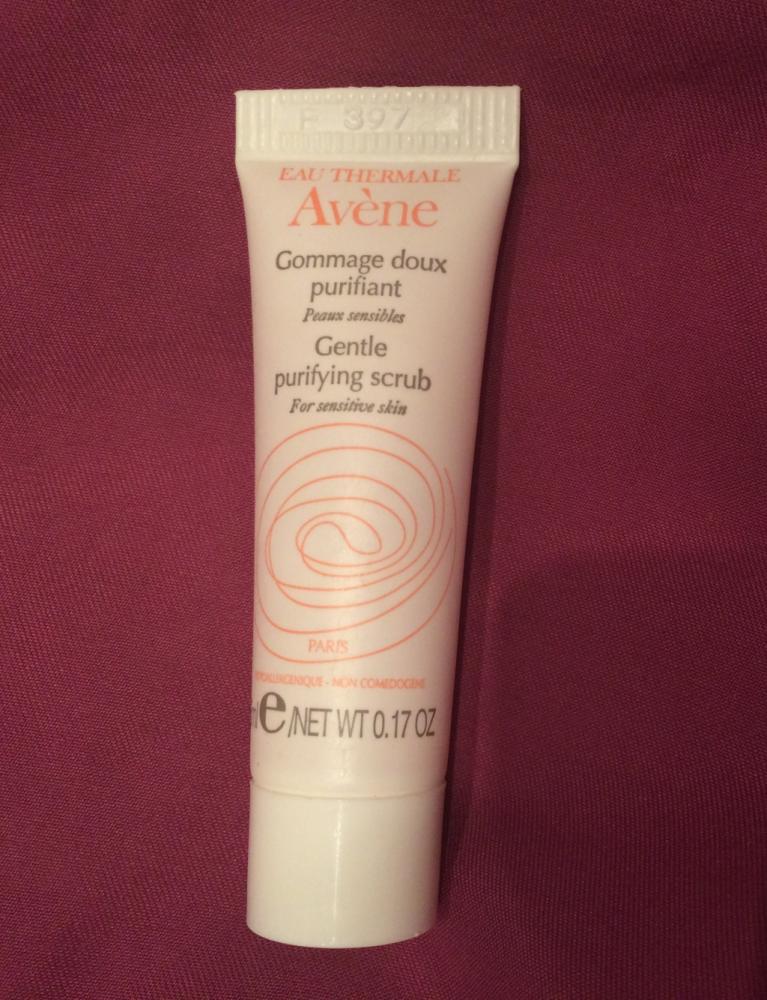 F 397
EAU THERMALE
Avène
Gommage doux
purifiant
Peaux sensibles
Gentle
purifying scrub
For sensitive skin
PARIS
NON COMEDOGENE
e/NET WT 0.17 OZ